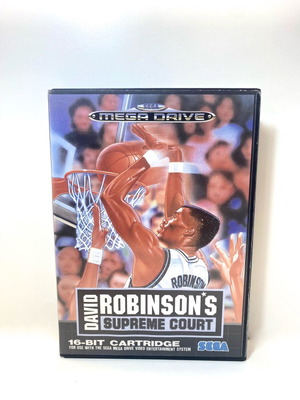 SEGA
MEGA DRIVE
ROBINSON
DAVID
ROBINSON'S
SUPREME COURT
16-BIT CARTRIDGE
FOR USE WITH THE SEGA MEGA DRIVE VIDEO ENTERTAINMENT SYSTEM
SEGA